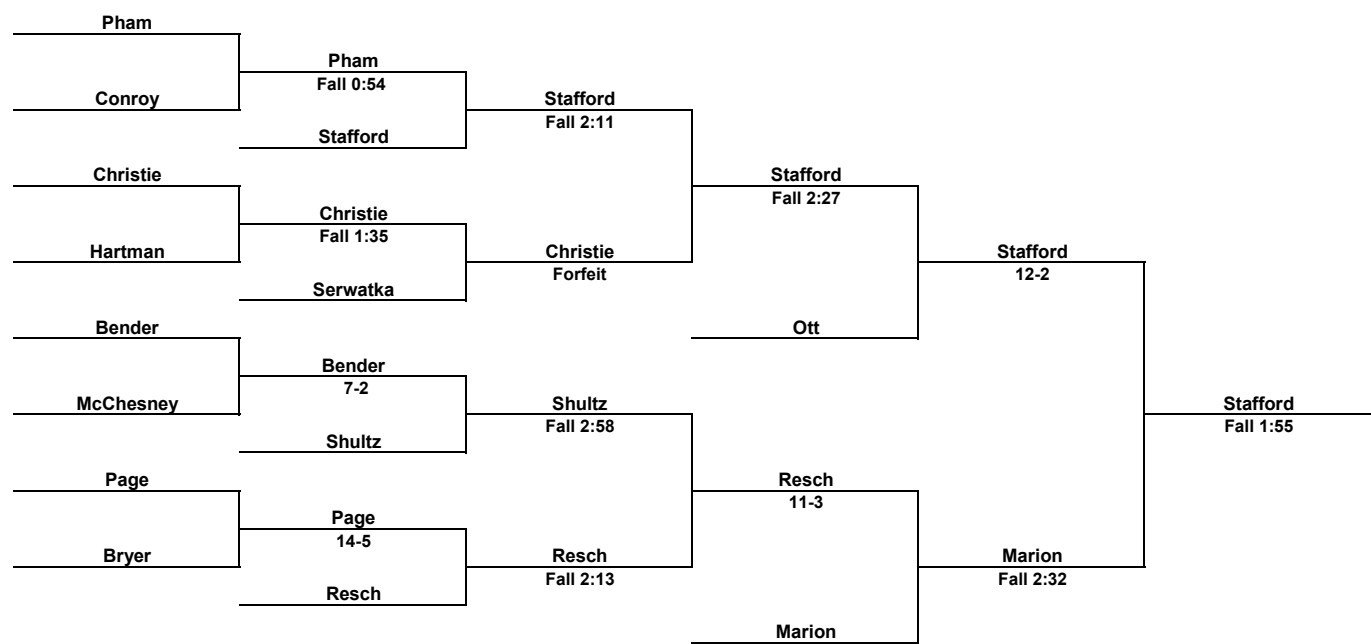 Pham
Pham
Fall 0:54
Conroy
Stafford
Fall 2:11
Stafford
Christie
Stafford
Fall 2:27
Christie
Fall 1:35
Hartman
Christie
Forfeit
Stafford
12-2
Serwatka
Bender
Ott
Bender
7-2
McChesney
Shultz
Fall 2:58
Stafford
Fall 1:55
Shultz
Page
Resch
11-3
Page
14-5
Bryer
Resch
Fall 2:13
Marion
Fall 2:32
Resch
Marion